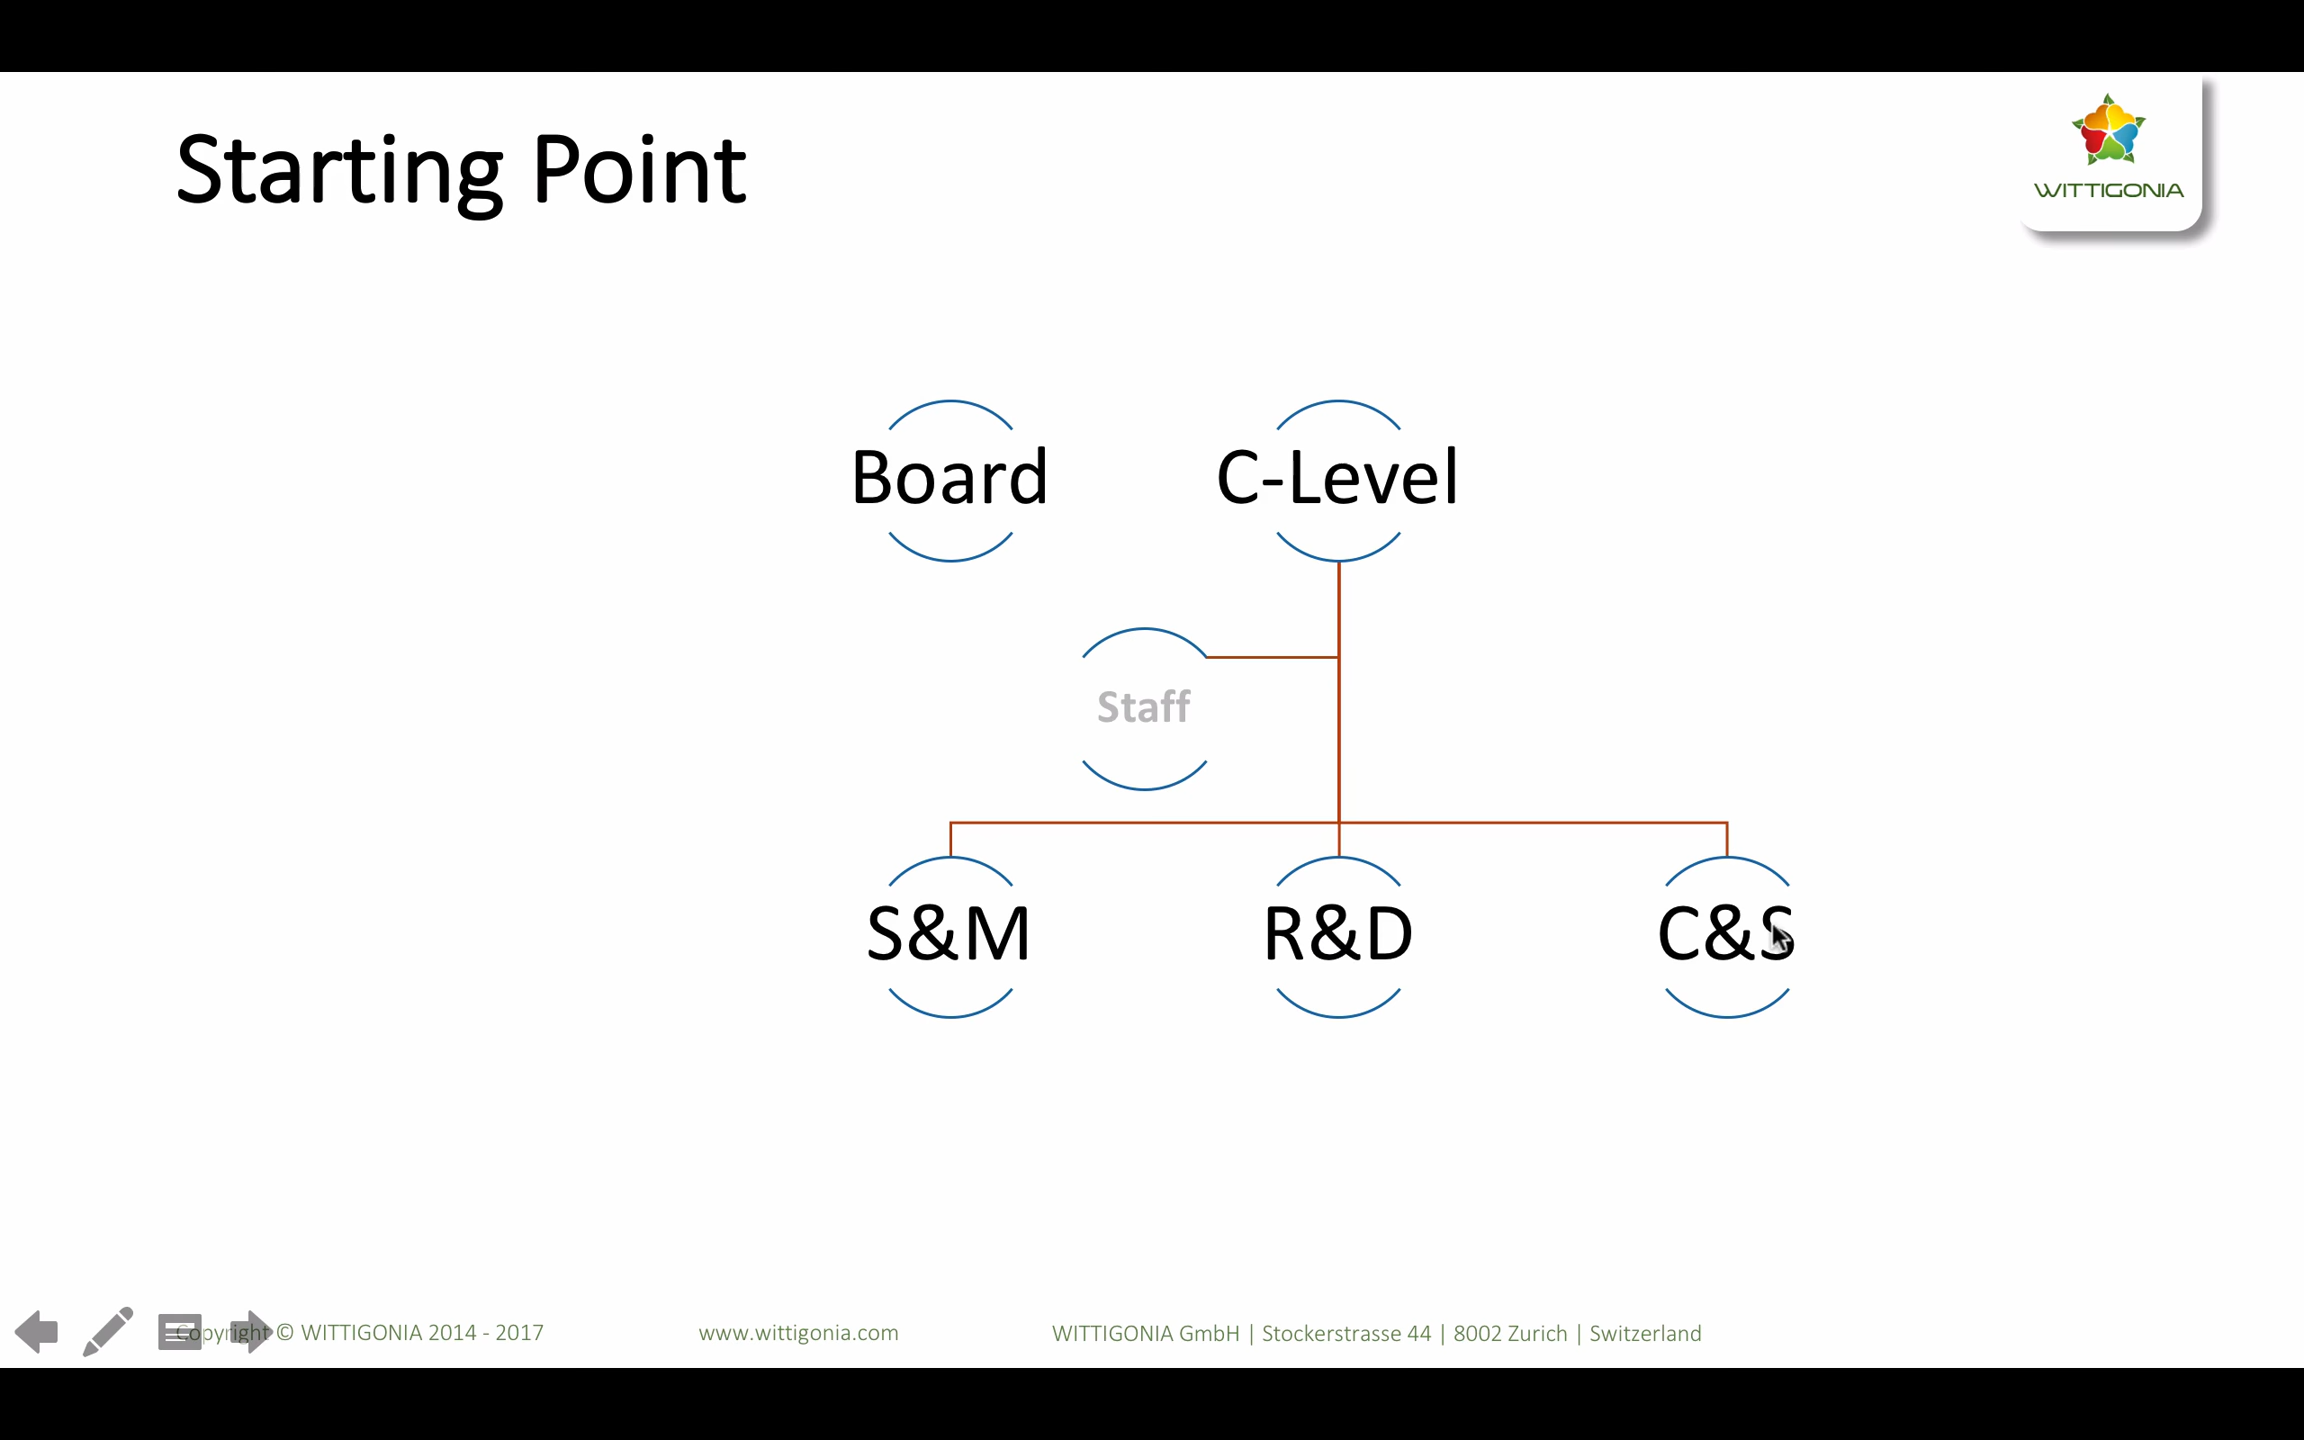 Starting Point
WITTIGONIA
Board
C-Level
Staff
S&M
R&D
C&S
Copyright © WITTIGONIA 2014 - 2017
www.wittigonia.com
WITTIGONIA GmbH | Stockerstrasse 44 | 8002 Zurich | Switzerland